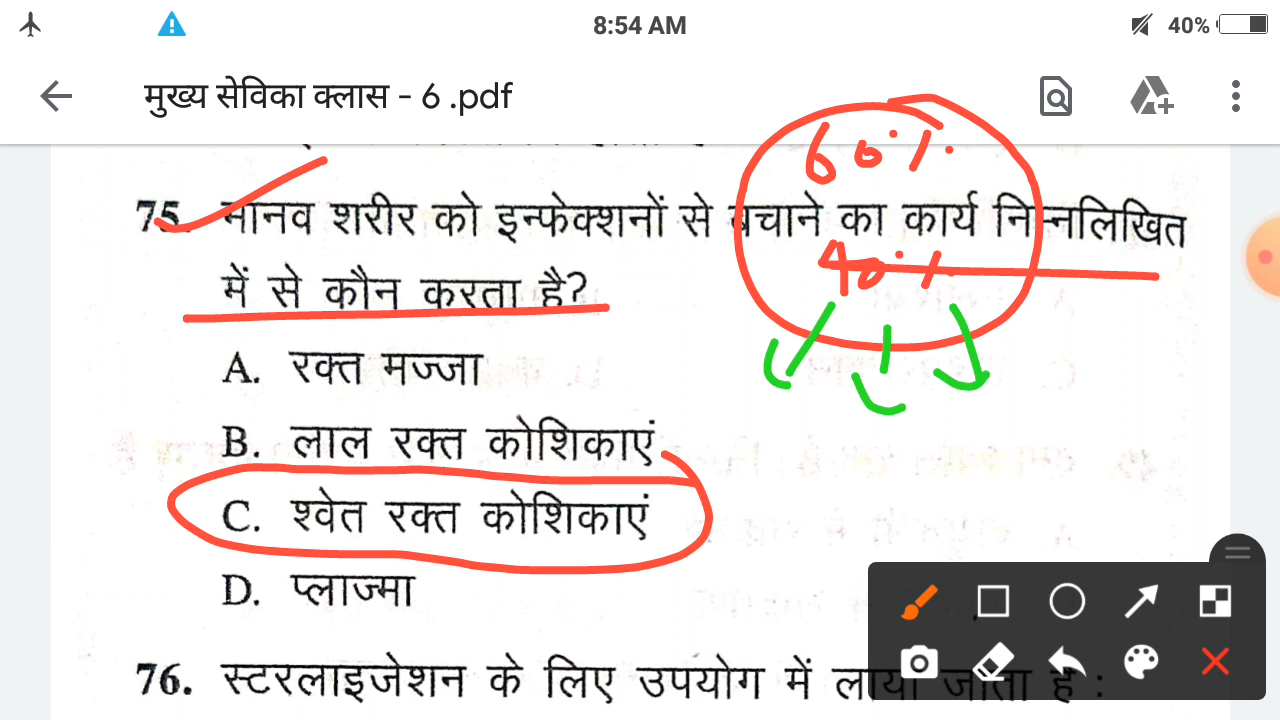 8:54 AM
40%
मुख्य सेविका क्लास - 6 .pdf
60%
75. मानव शरीर को इन्फेक्शनों से बचाने का कार्य निम्नलिखित
40%
में से कौन करता है?
A. रक्त मज्जा
B. लाल रक्त कोशिकाएं
C. श्वेत रक्त कोशिकाएं
D. प्लाज्मा
76. स्टरलाइजेशन के लिए उपयोग में लाया जाता है :